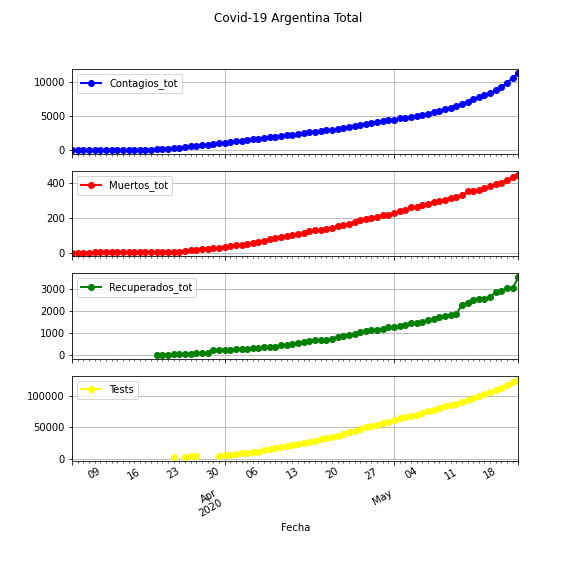 Covid-19 Argentina Total
Contagios_tot
10000
5000
0
Muertos_tot
400
200
0
Recuperados_tot
3000
2000
1000
0
Tests
100000
50000
0
09 16 23 30 06 13 20 27 04 11 18
Apr May
2020
Fecha